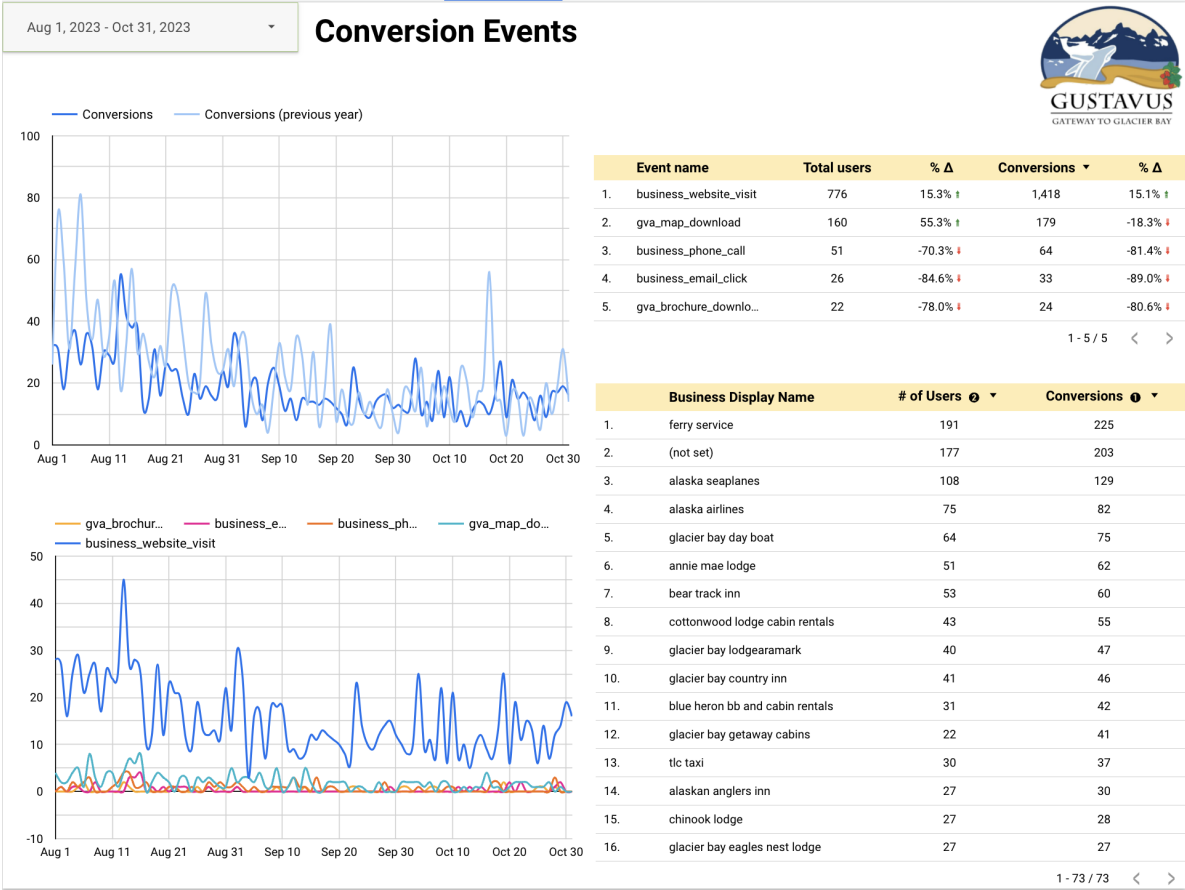 Aug 1, 2023 - Oct 31, 2023
Conversion Events
GUSTAVUS
GATEWAY TO GLACIER BAY
Conversions Conversions (previous year)
100
80
60
40
20
0
Aug 1 Aug 11 Aug 21 Aug 31 Sep 10 Sep 20 Sep 30 Oct 10 Oct 20 Oct 30
Event name Total users % Δ Conversions % Δ
1. business_website_visit 776 15.3% 1,418 15.1%
2. gva_map_download 160 55.3% 179 -18.3%
3. business_phone_call 51 -70.3% 64 -81.4%
4. business_email_click 26 -84.6% 33 -89.0%
5. gva_brochure_downlo... 22 -78.0% 24 -80.6%
1 - 5 / 5
gva_brochur... business_e... business_ph... gva_map_do...
business_website_visit
50
40
30
20
10
0
-10
Aug 1 Aug 11 Aug 21 Aug 31 Sep 10 Sep 20 Sep 30 Oct 10 Oct 20 Oct 30
Business Display Name # of Users 2 Conversions 1
1. ferry service 191 225
2. (not set) 177 203
3. alaska seaplanes 108 129
4. alaska airlines 75 82
5. glacier bay day boat 64 75
6. annie mae lodge 51 62
7. bear track inn 53 60
8. cottonwood lodge cabin rentals 43 55
9. glacier bay lodgearamark 40 47
10. glacier bay country inn 41 46
11. blue heron bb and cabin rentals 31 42
12. glacier bay getaway cabins 22 41
13. tlc taxi 30 37
14. alaskan anglers inn 27 30
15. chinook lodge 27 28
16. glacier bay eagles nest lodge 27 27
1 - 73 / 73